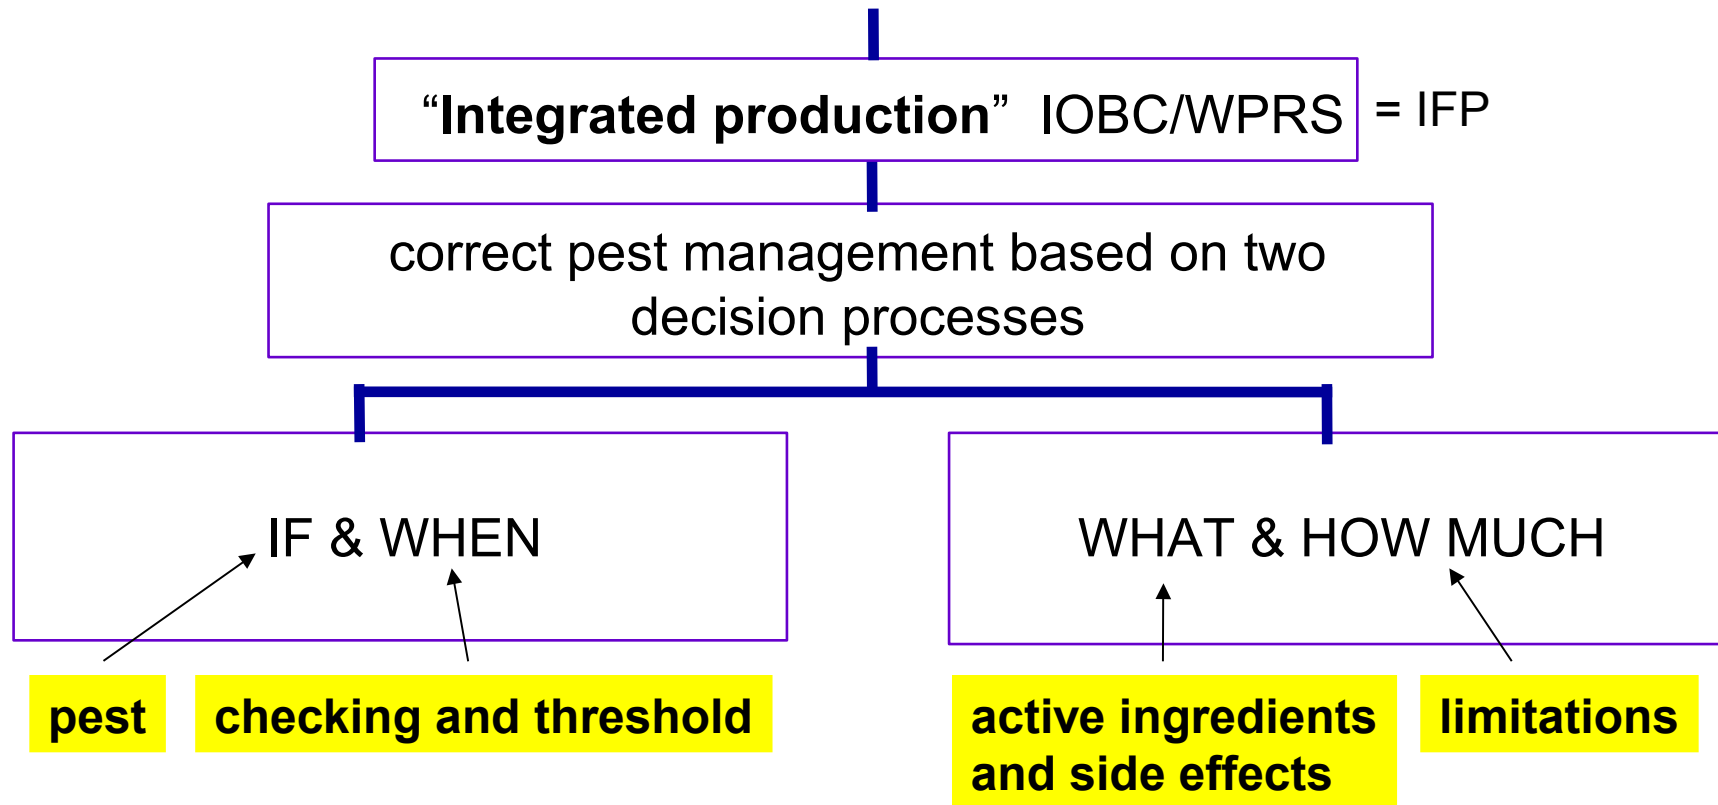 “Integrated production” IOBC/WPRS = IFP
correct pest management based on two
decision processes
IF & WHEN
WHAT & HOW MUCH
pest
checking and threshold
active ingredients
and side effects
limitations